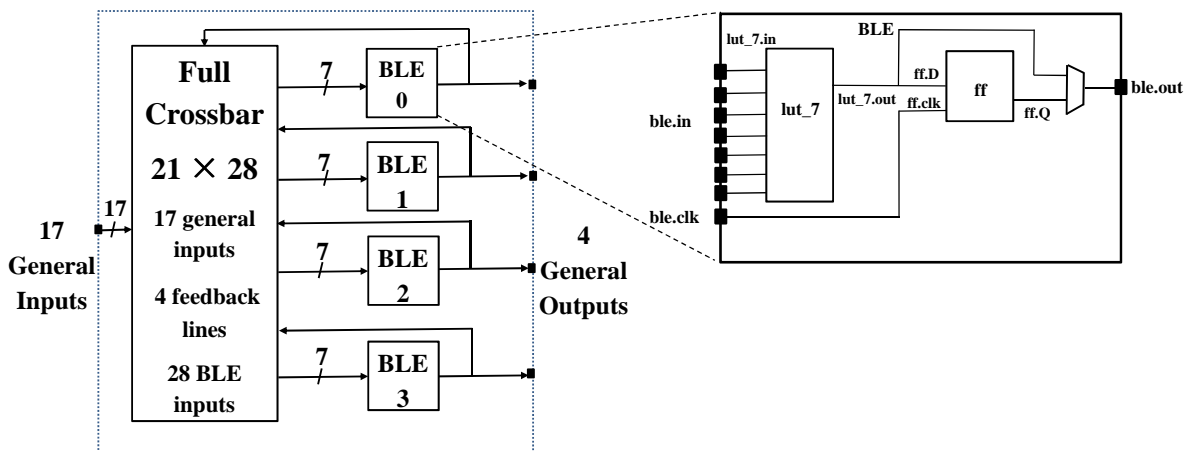 17
General
Inputs
17
Full
Crossbar
21 × 28
17 general
inputs
4 feedback
lines
28 BLE
inputs
7
BLE
0
7
BLE
1
7
BLE
2
7
BLE
3
4
General
Outputs
lut_7.in
BLE
ble.in
lut_7
lut_7.out
ff.D
ff.clk
ff
ff.Q
ble.out
ble.clk